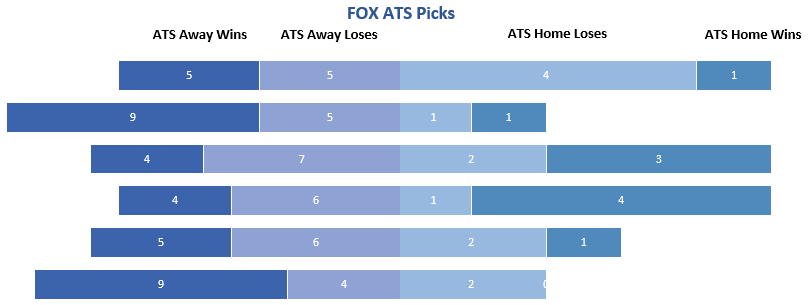 FOX ATS Picks
ATS Away Wins ATS Away Loses ATS Home Loses ATS Home Wins
5 5 4 1
9 5 1 1
4 7 2 3
4 6 1 4
5 6 2 1
9 4 2 0